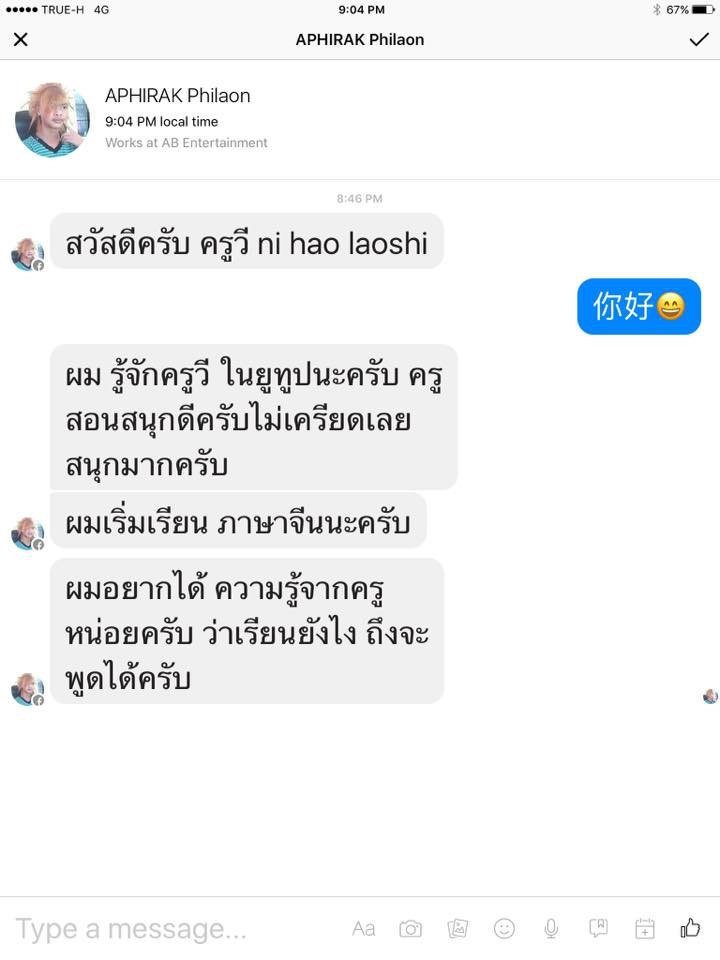 TRUE-H 4G 9:04 PM 67%
APHIRAK Philaon
APHIRAK Philaon
9:04 PM local time
Works at AB Entertainment
8:46 PM
สวัสดีครับ ครูวี ni hao laoshi
你好😄
ผม รู้จักครูวี ในยูทูปนะครับ ครู
สอนสนุกดีครับไม่เครียดเลย
สนุกมากครับ
ผมเริ่มเรียน ภาษาจีนนะครับ
ผมอยากได้ ความรู้จากครู
หน่อยครับ ว่าเรียนยังไง ถึงจะ
พูดได้ครับ
Type a message... Aa